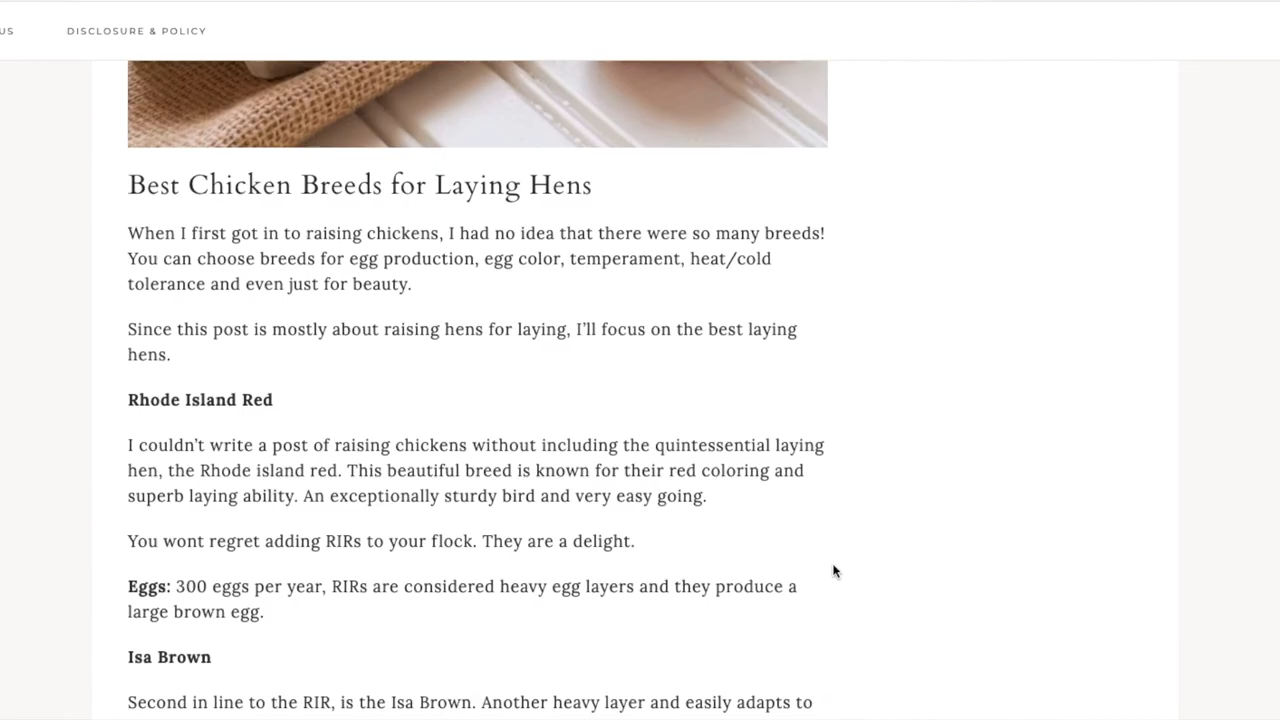 US DISCLOSURE & POLICY
Best Chicken Breeds for Laying Hens
When I first got in to raising chickens, I had no idea that there were so many breeds!
You can choose breeds for egg production, egg color, temperament, heat/cold
tolerance and even just for beauty.
Since this post is mostly about raising hens for laying, I’ll focus on the best laying
hens.
Rhode Island Red
I couldn’t write a post of raising chickens without including the quintessential laying
hen, the Rhode island red. This beautiful breed is known for their red coloring and
superb laying ability. An exceptionally sturdy bird and very easy going.
You wont regret adding RIRs to your flock. They are a delight.
Eggs: 300 eggs per year, RIRs are considered heavy egg layers and they produce a
large brown egg.
Isa Brown
Second in line to the RIR, is the Isa Brown. Another heavy layer and easily adapts to